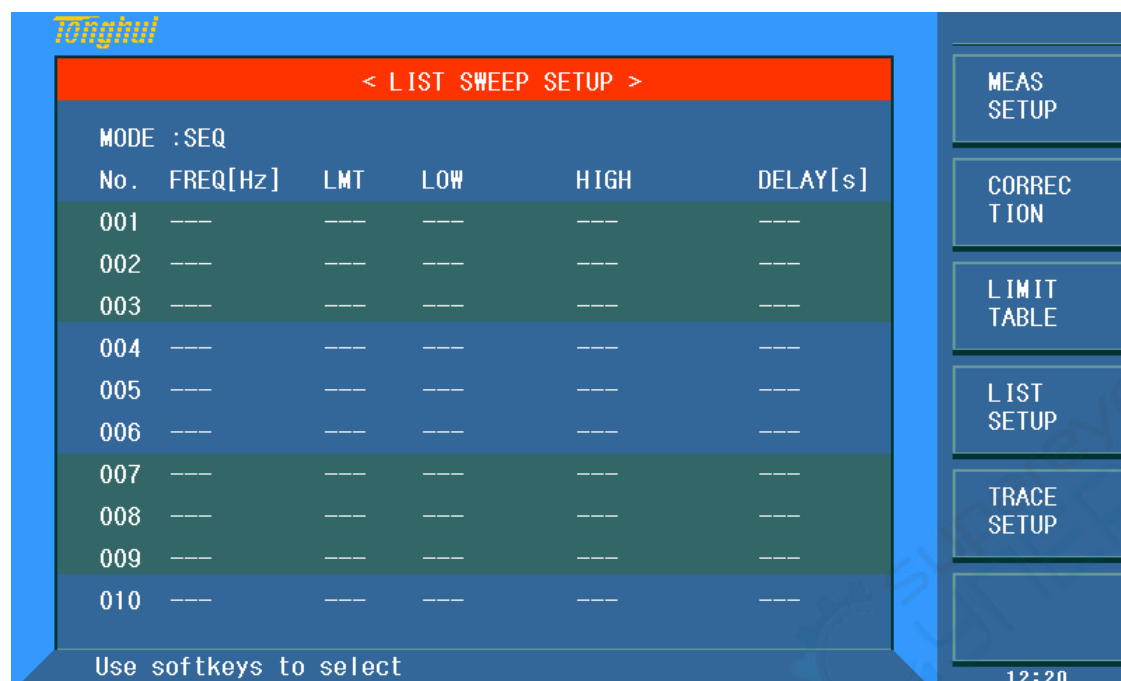 Tonghui
< LIST SWEEP SETUP >
MODE :SEQ
No. FREQ[Hz] LMT LOW HIGH DELAY[s]
001 --- --- --- --- ---
002 --- --- --- --- ---
003 --- --- --- --- ---
004 --- --- --- --- ---
005 --- --- --- --- ---
006 --- --- --- --- ---
007 --- --- --- --- ---
008 --- --- --- --- ---
009 --- --- --- --- ---
010 --- --- --- --- ---
Use softkeys to select
MEAS
SETUP
CORREC
TION
LIMIT
TABLE
LIST
SETUP
TRACE
SETUP
12:20